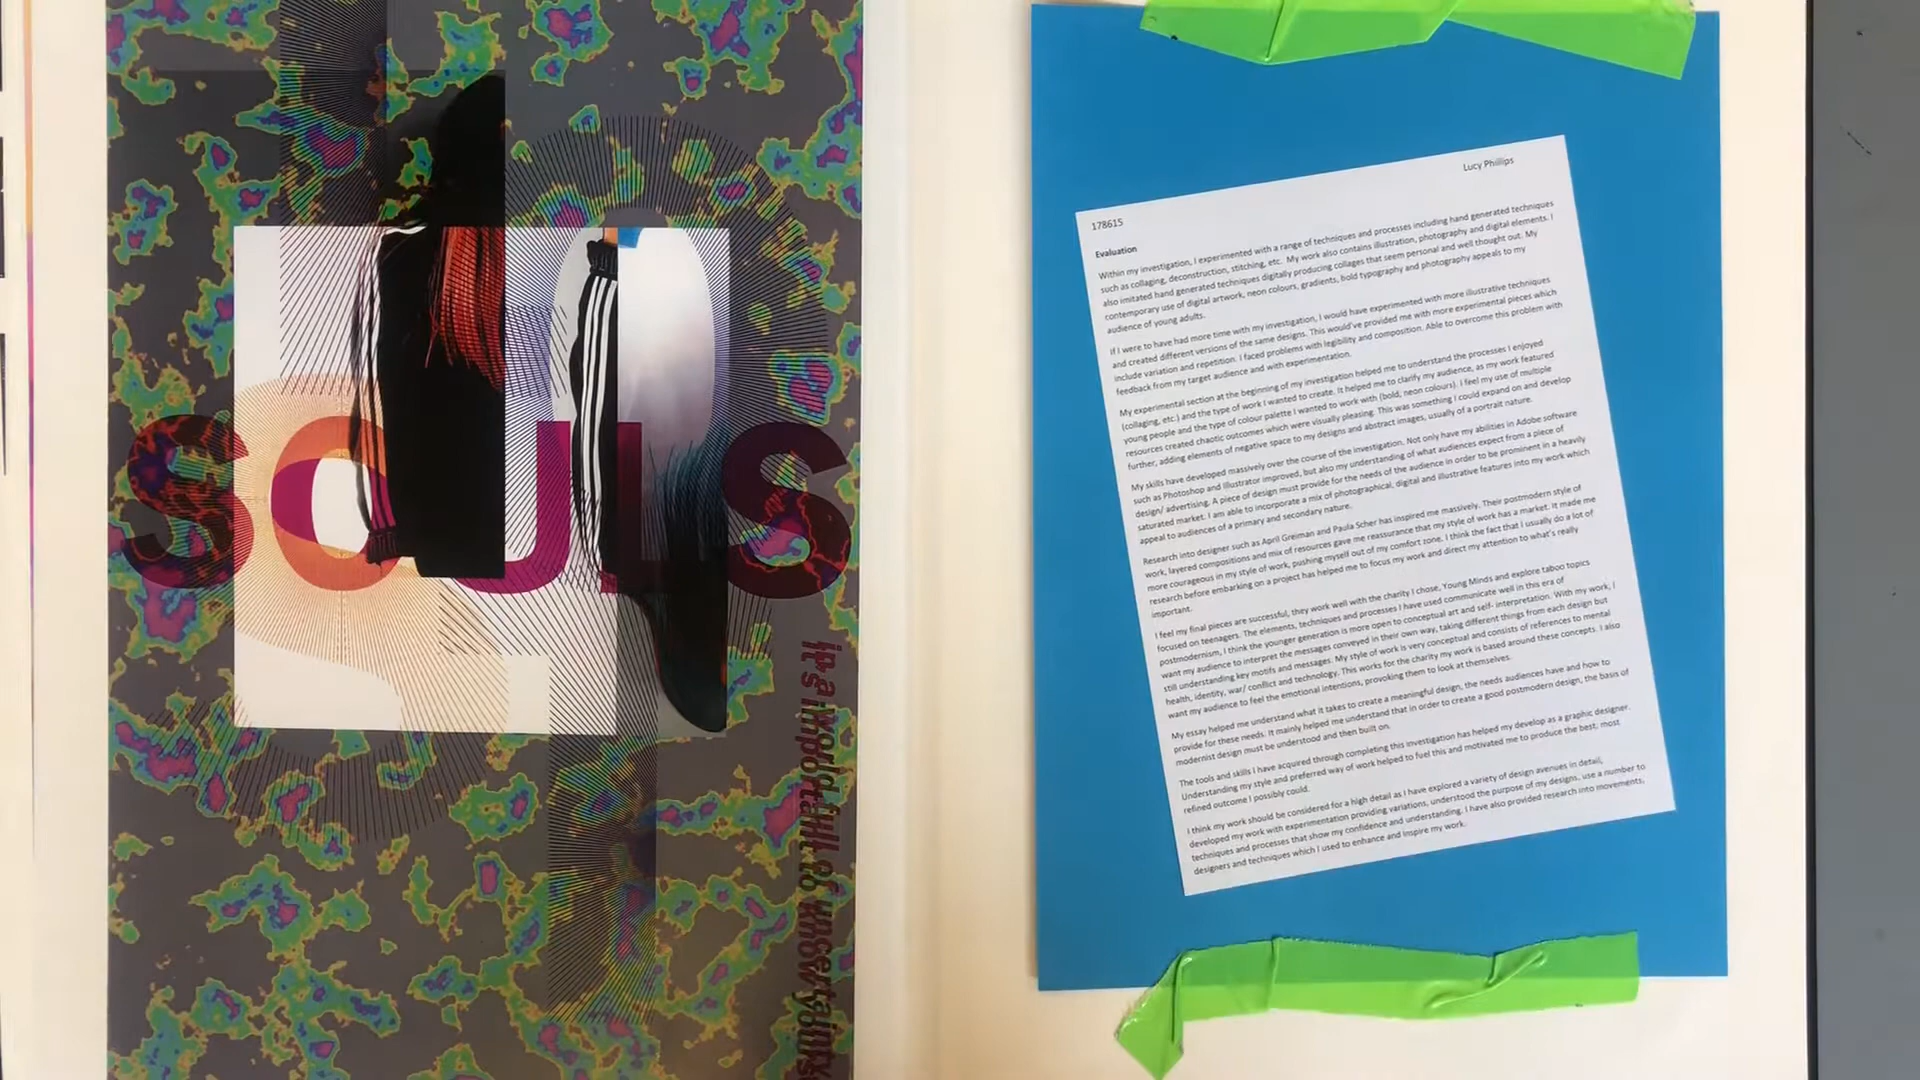 SOULS
it's a world full of uncertainty
Lucy Phillips
178615
Evaluation
Within my investigation, I experimented with a range of techniques and processes including hand generated techniques
such as collaging, deconstruction, stitching, etc. My work also contains illustration, photography and digital elements. I
also imitated hand generated techniques digitally producing collages that seem personal and well thought out. My
contemporary use of digital artwork, neon colours, gradients, bold typography and photography appeals to my
audience of young adults.
If I were to have had more time with my investigation, I would have experimented with more illustrative techniques
and created different versions of the same designs. This would've provided me with more experimental pieces which
include variation and repetition. I faced problems with legibility and composition. Able to overcome this problem with
feedback from my target audience and with experimentation.
My experimental section at the beginning of my investigation helped me to understand the processes I enjoyed
(collaging, etc.) and the type of work I wanted to create. It helped me to clarify my audience, as my work featured
young people and the type of colour palette I wanted to work with (bold, neon colours). I feel my use of multiple
resources created chaotic outcomes which were visually pleasing. This was something I could expand on and develop
further, adding elements of negative space to my designs and abstract images, usually of a portrait nature.
My skills have developed massively over the course of the investigation. Not only have my abilities in Adobe software
such as Photoshop and Illustrator improved, but also my understanding of what audiences expect from a piece of
design/ advertising. A piece of design must provide for the needs of the audience in order to be prominent in a heavily
saturated market. I am able to incorporate a mix of photographical, digital and illustrative features into my work which
appeal to audiences of a primary and secondary nature.
Research into designer such as April Greiman and Paula Scher has inspired me massively. Their postmodern style of
work, layered compositions and mix of resources gave me reassurance that my style of work has a market. It made me
more courageous in my style of work, pushing myself out of my comfort zone. I think the fact that I usually do a lot of
research before embarking on a project has helped me to focus my work and direct my attention to what's really
important.
I feel my final pieces are successful, they work well with the charity I chose, Young Minds and explore taboo topics
focused on teenagers. The elements, techniques and processes I have used communicate well in this era of
postmodernism, I think the younger generation is more open to conceptual art and self- interpretation. With my work, I
want my audience to interpret the messages conveyed in their own way, taking different things from each design but
still understanding key motifs and messages. My style of work is very conceptual and consists of references to mental
health, identity, war/ conflict and technology. This works for the charity my work is based around these concepts. I also
want my audience to feel the emotional intentions, provoking them to look at themselves.
My essay helped me understand what it takes to create a meaningful design, the needs audiences have and how to
provide for these needs. It mainly helped me understand that in order to create a good postmodern design, the basis of
modernist design must be understood and then built on.
The tools and skills I have acquired through completing this investigation has helped my develop as a graphic designer.
Understanding my style and preferred way of work helped to fuel this and motivated me to produce the best, most
refined outcome I possibly could.
I think my work should be considered for a high detail as I have explored a variety of design avenues in detail,
developed my work with experimentation providing variations, understood the purpose of my designs, use a number to
techniques and processes that show my confidence and understanding. I have also provided research into movements,
designers and techniques which I used to enhance and inspire my work.